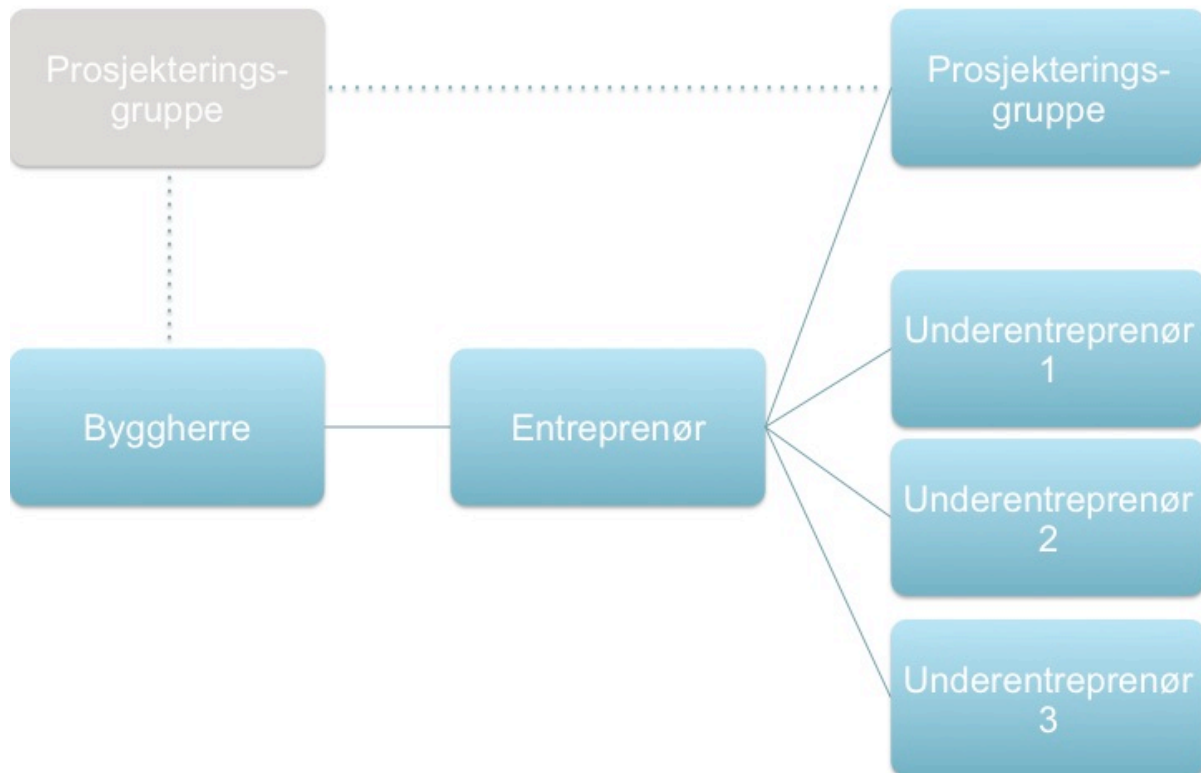 Prosjekterings-
gruppe
Prosjekterings-
gruppe
Underentreprenør
1
Byggherre
Entreprenør
Underentreprenør
2
Underentreprenør
3